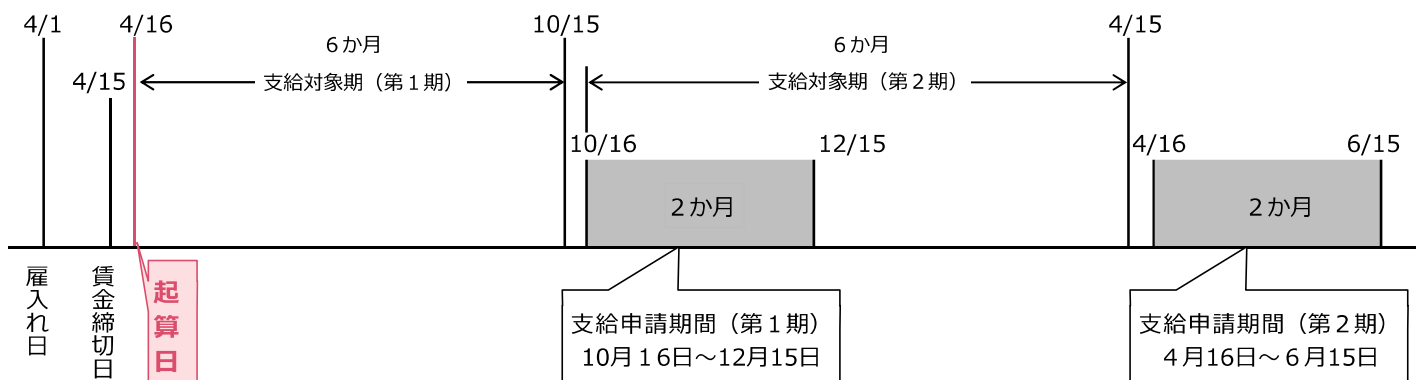 4/1
4/16
10/15
4/15
6か月
6か月
4/15
支給対象期（第１期）
支給対象期（第２期）
10/16
12/15
4/16
6/15
２か月
２か月
雇入れ日
賃金締切日
起算日
支給申請期間（第１期）
10月１６日～12月15日
支給申請期間（第２期）
４月16日～６月15日